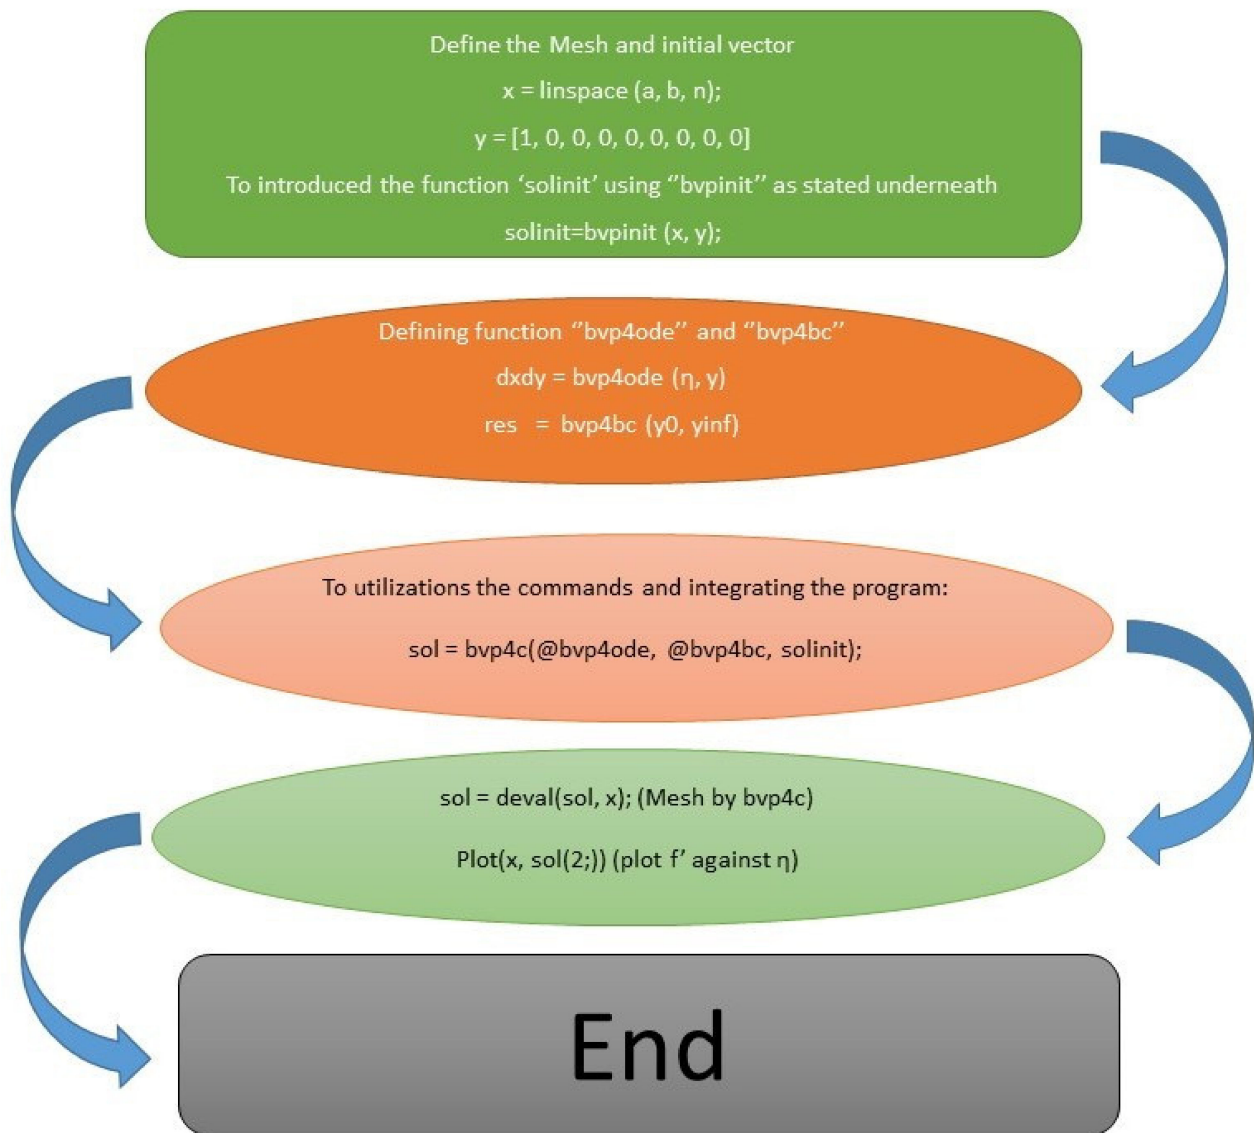 Define the Mesh and initial vector
x = linspace (a, b, n);
y = [1, 0, 0, 0, 0, 0, 0, 0, 0]
To introduced the function ‘solinit’ using ‘‘bvpinit’’ as stated underneath
solinit=bvpinit (x, y);
Defining function ‘‘bvp4ode’’ and ‘‘bvp4bc’’
dxdy = bvp4ode (η, y)
res = bvp4bc (y0, yinf)
To utilizations the commands and integrating the program:
sol = bvp4c(@bvp4ode, @bvp4bc, solinit);
sol = deval(sol, x); (Mesh by bvp4c)
Plot(x, sol(2;)) (plot f’ against η)
End